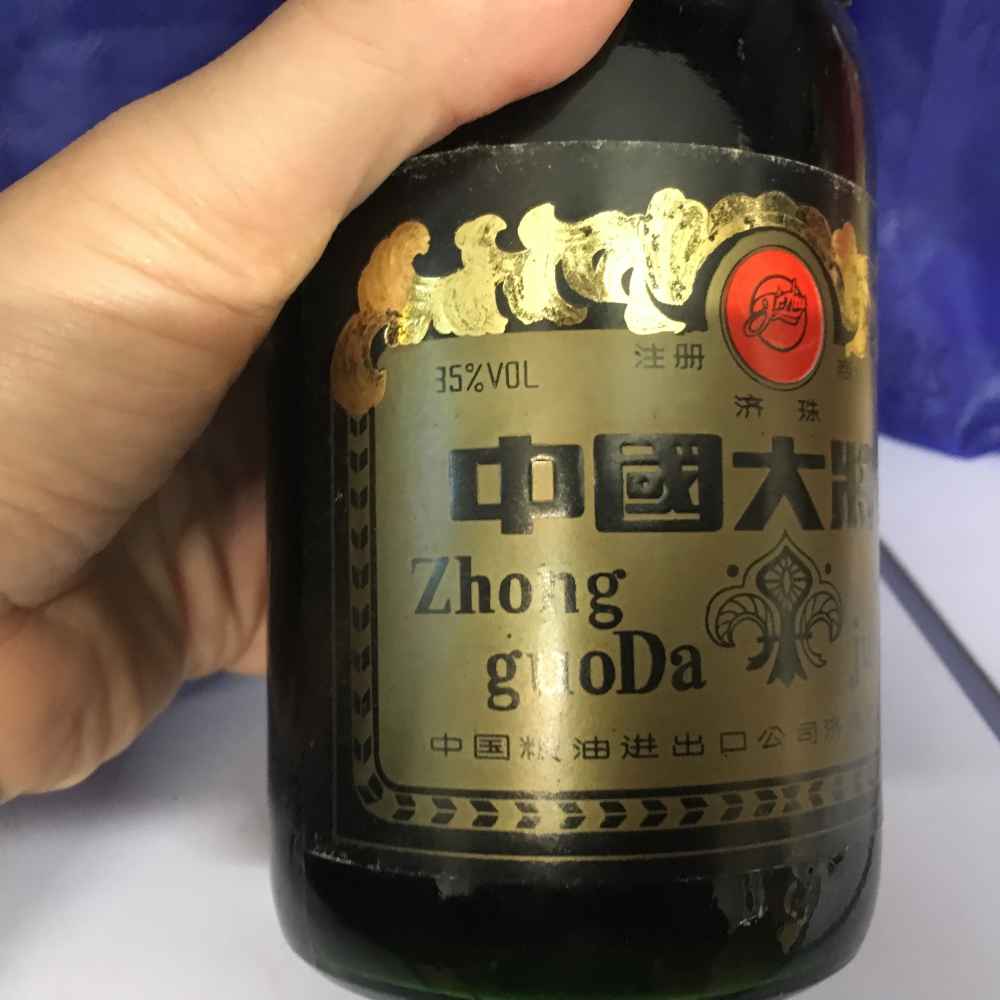 35%VOL
注册
济珠
中國大
Zhong
guoDa
中国粮油进出口公司济